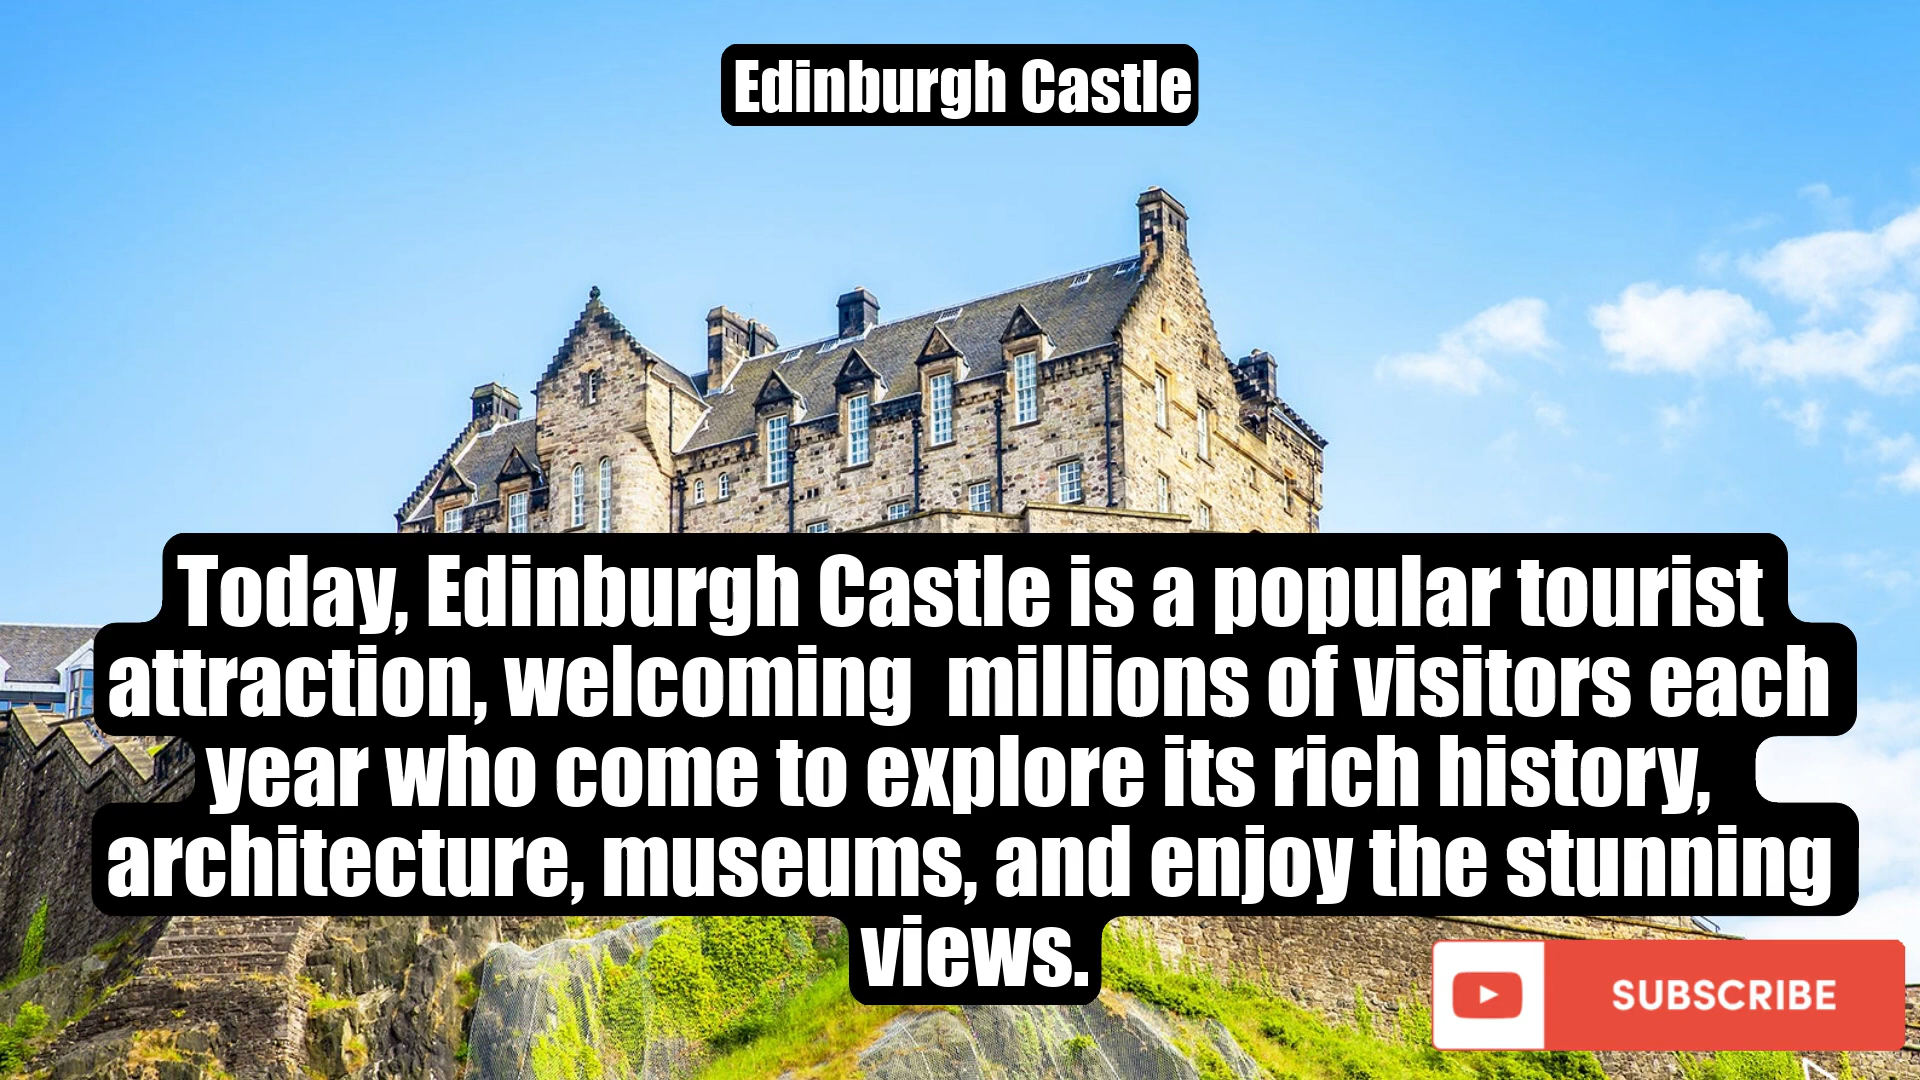 Edinburgh Castle
Today, Edinburgh Castle is a popular tourist
attraction, welcoming  millions of visitors each
year who come to explore its rich history,
architecture, museums, and enjoy the stunning
views.
SUBSCRIBE